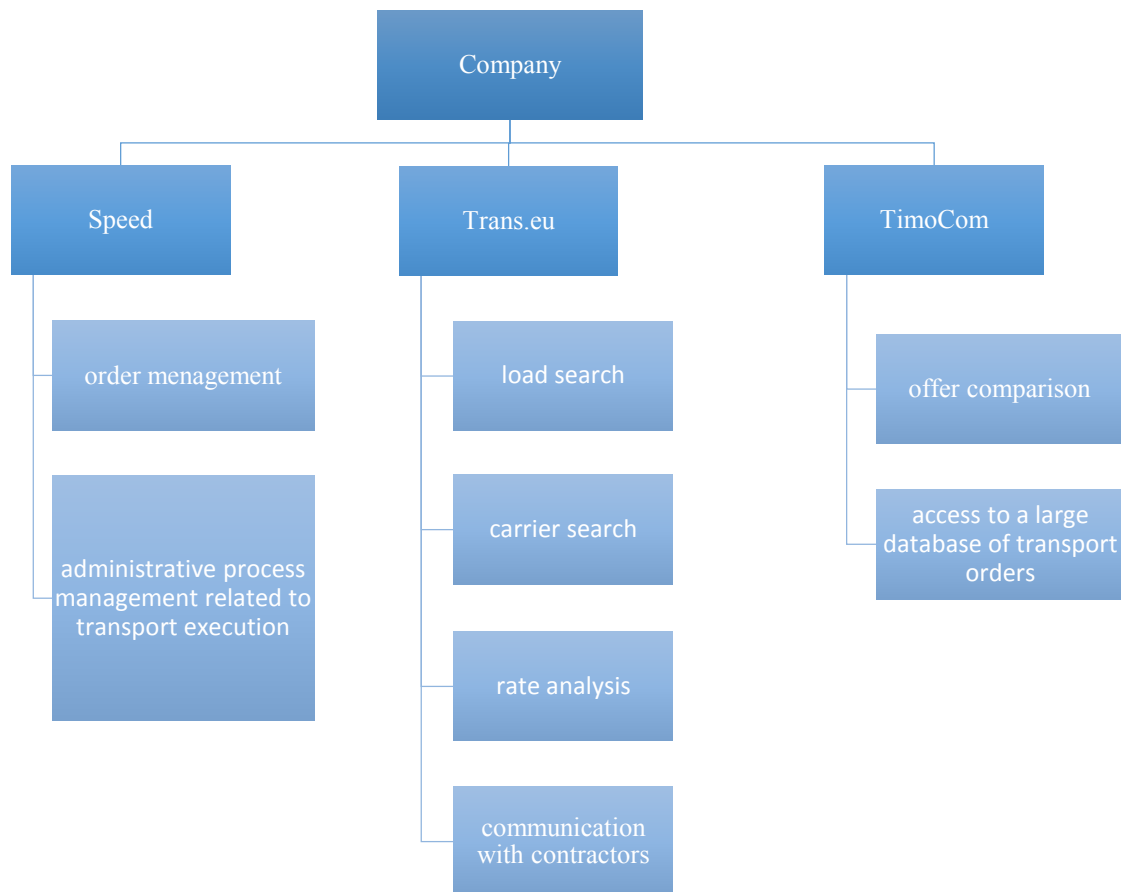 Company
Speed
Trans.eu
TimoCom
order menagement
administrative process
management related to
transport execution
load search
carrier search
rate analysis
communication
with contractors
offer comparison
access to a large
database of transport
orders